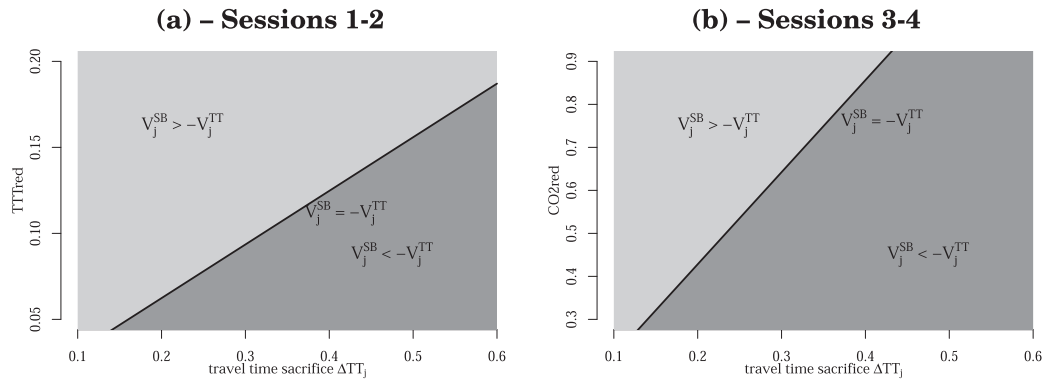 (a) – Sessions 1-2
0.20
0.15
0.10
0.05
TTTred
V_j^SB > −V_j^TT
V_j^SB = −V_j^TT
V_j^SB < −V_j^TT
0.1 0.2 0.3 0.4 0.5 0.6
travel time sacrifice ΔTT_j
(b) – Sessions 3-4
0.9
0.8
0.7
0.6
0.5
0.4
0.3
CO2red
V_j^SB > −V_j^TT
V_j^SB = −V_j^TT
V_j^SB < −V_j^TT
0.1 0.2 0.3 0.4 0.5 0.6
travel time sacrifice ΔTT_j